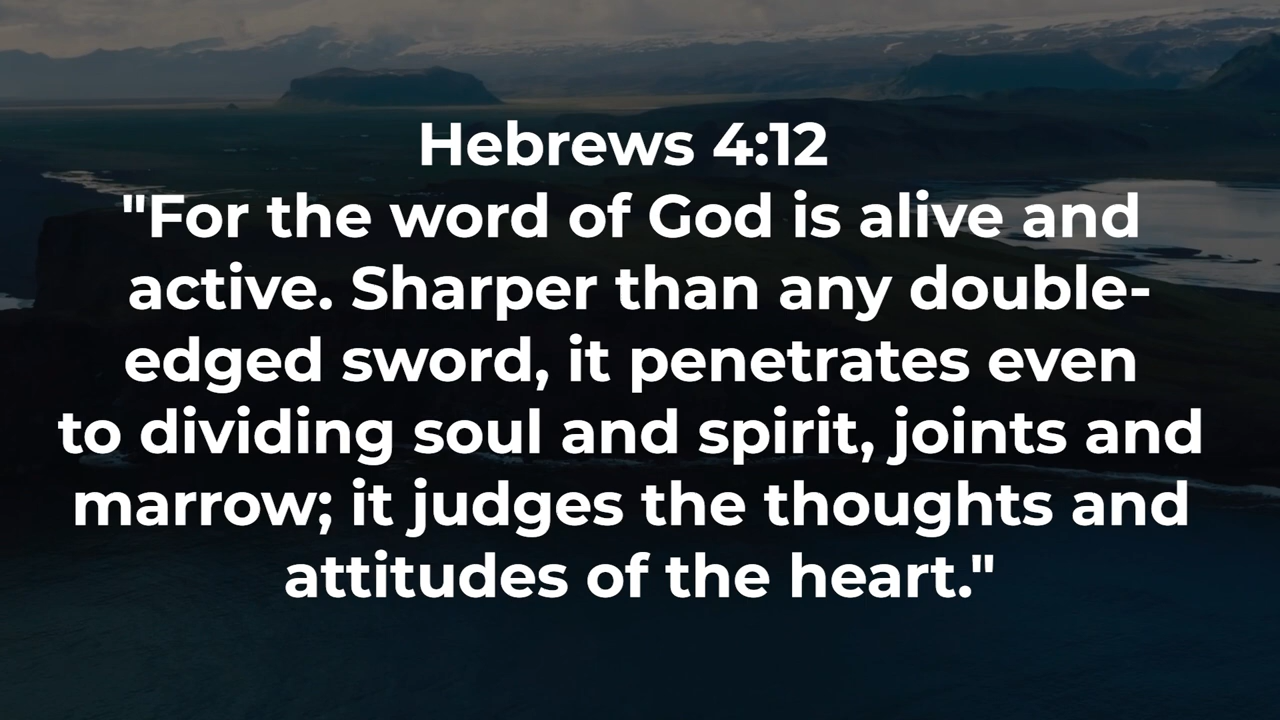 Hebrews 4:12
"For the word of God is alive and
active. Sharper than any double-
edged sword, it penetrates even
to dividing soul and spirit, joints and
marrow; it judges the thoughts and
attitudes of the heart."